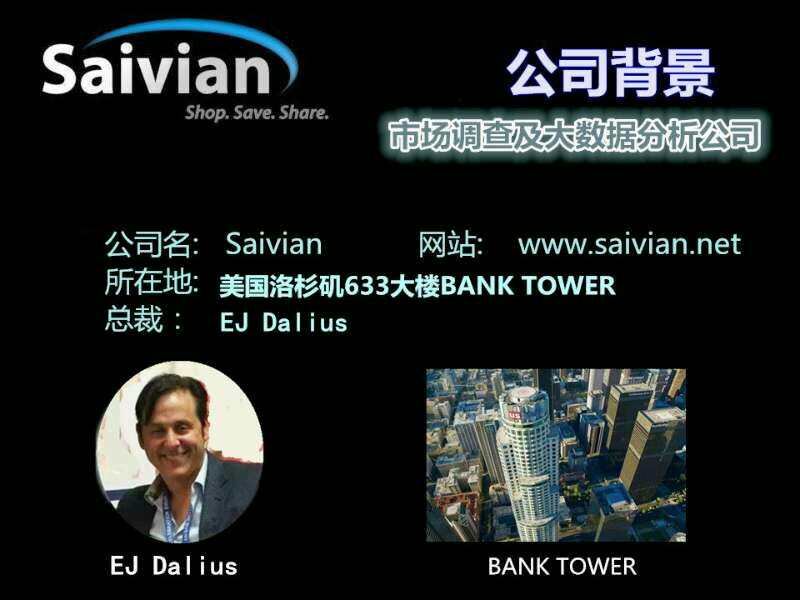 Saivian
Shop. Save. Share.
公司背景
市场调查及大数据分析公司
公司名: Saivian 网站: www.saivian.net
所在地: 美国洛杉矶633大楼BANK TOWER
总裁： EJ Dalius
us
EJ Dalius
BANK TOWER